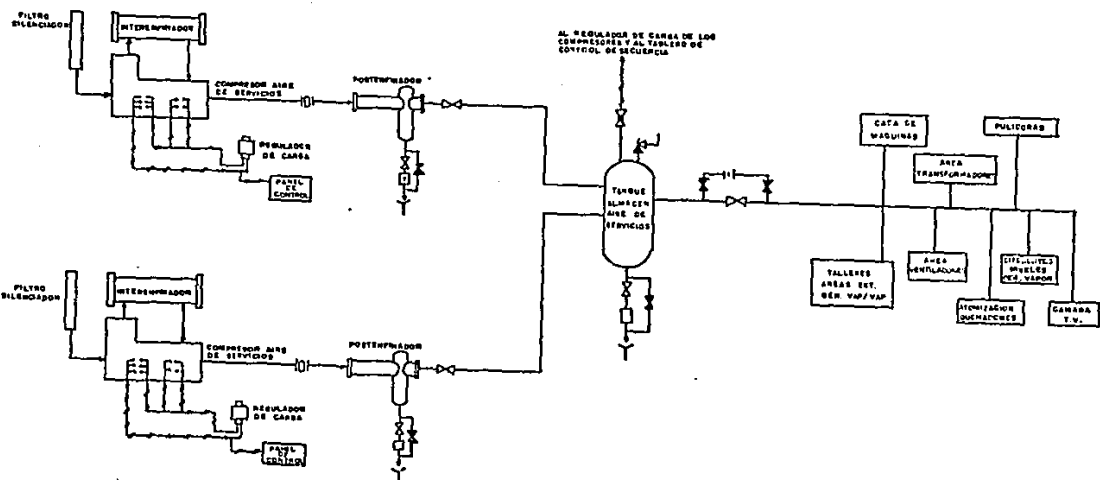 FILTRO
SILENCIADOR
INTERENFRIADOR
COMPRESOR AIRE
DE SERVICIOS
POSTENFRIADOR
REGULADOR
DE CARGA
PANEL
DE
CONTROL
AL REGULADOR DE CARGA DE LOS
COMPRESORES Y AL TABLERO DE
CONTROL DE SECUENCIA
TANQUE
ALMACEN
AIRE DE
SERVICIOS
CASA DE
MAQUINAS
PULIDORAS
AREA
TRANSFORMADORES
TALLERES
AREAS EXT.
GEN. VAP/VAP
AREA
VENTILADORES
NIVELES
VAPOR
ATOMIZACION
QUEMADORES
CAMARA
T.V.
FILTRO
SILENCIADOR
INTERENFRIADOR
COMPRESOR AIRE
DE SERVICIOS
POSTENFRIADOR
REGULADOR
DE CARGA
PANEL
DE
CONTROL